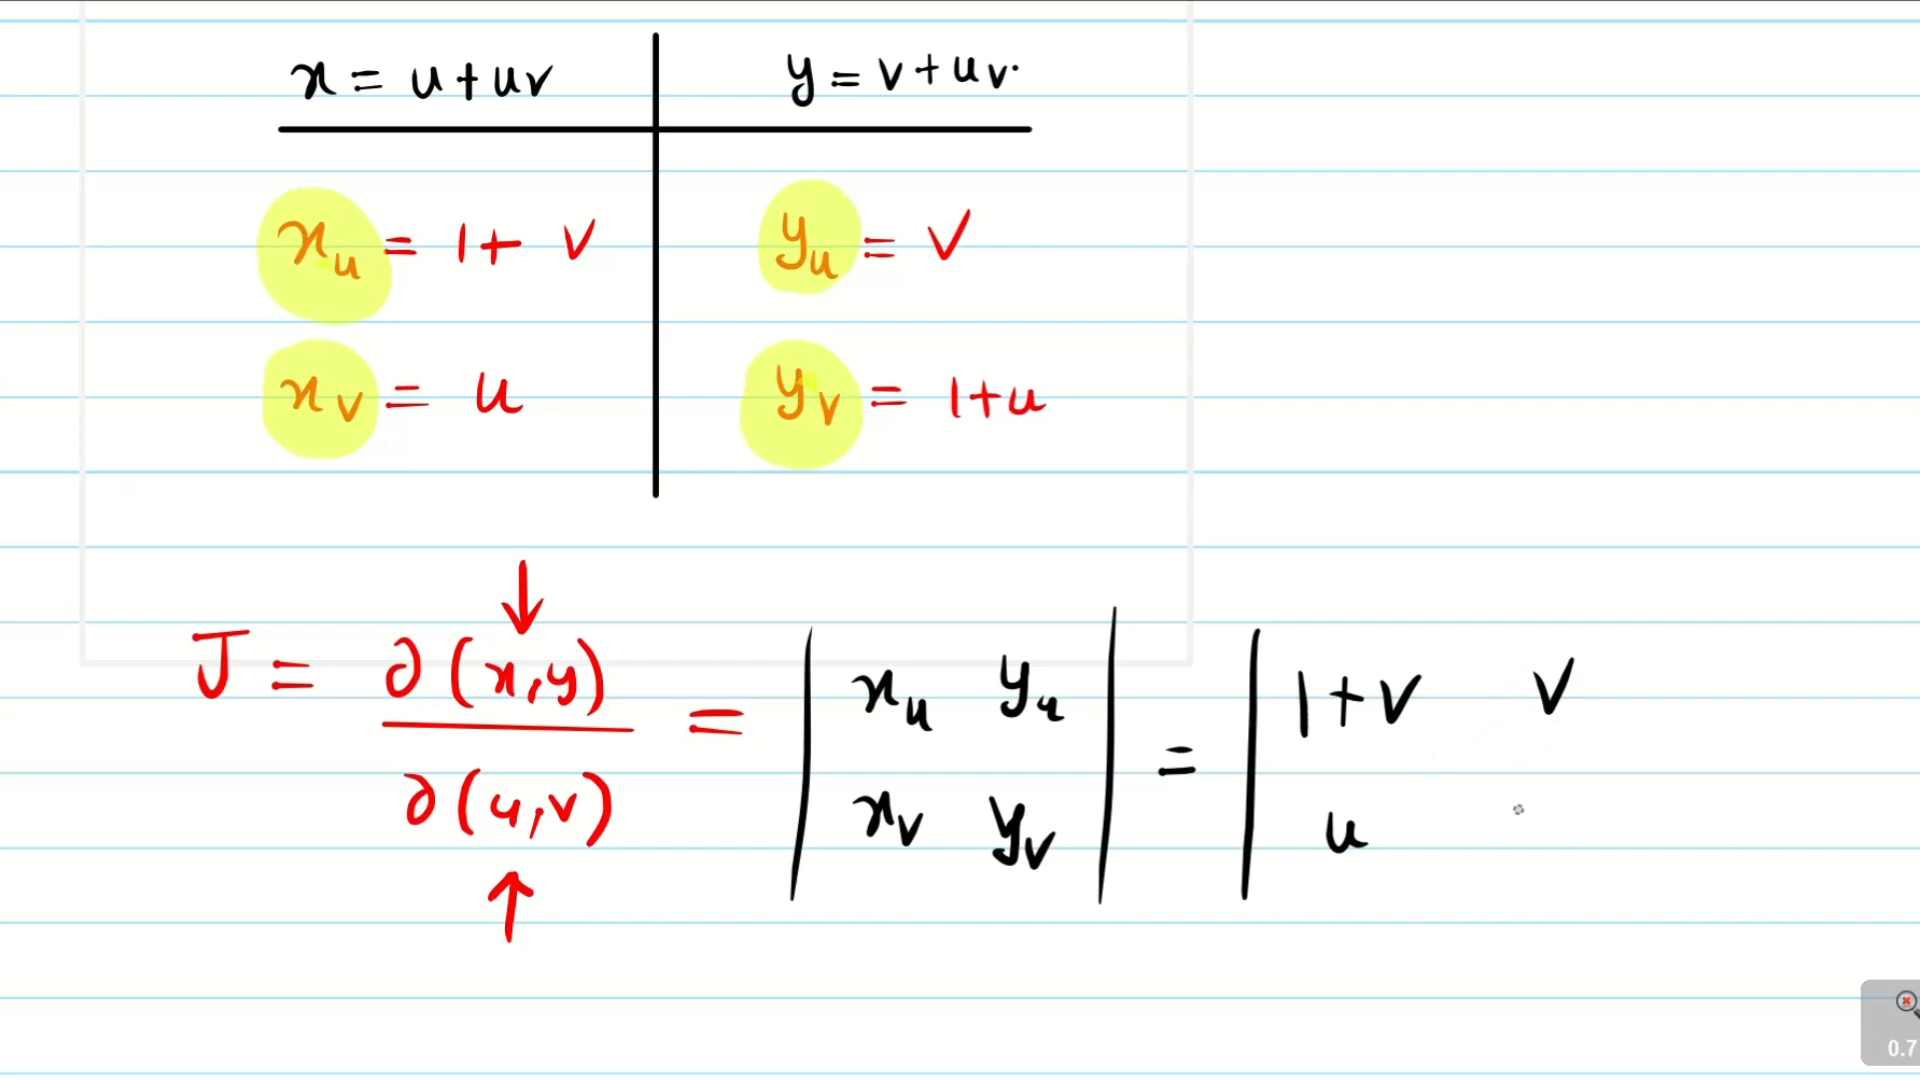 x = u + uv y = v + uv.
x_u = 1 + v y_u = v
x_v = u y_v = 1+u
J = ∂(x,y) / ∂(u,v) = | x_u y_u | = | 1+v v
| x_v y_v | | u
0.7